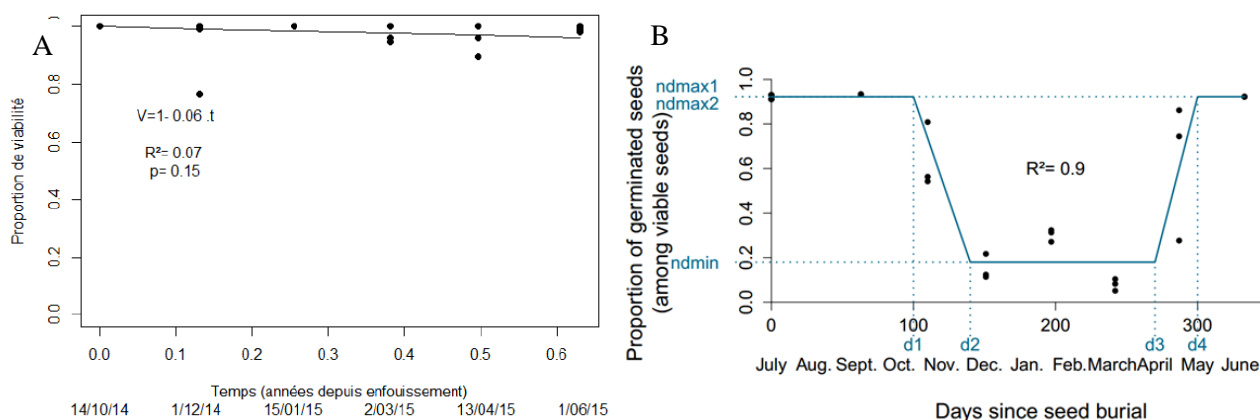 A
Proportion de viabilité
0.0 0.2 0.4 0.6 0.8
V=1- 0.06 .t
R²= 0.07
p= 0.15
0.0 0.1 0.2 0.3 0.4 0.5 0.6
Temps (années depuis enfouissement)
14/10/14 1/12/14 15/01/15 2/03/15 13/04/15 1/06/15
B
Proportion of germinated seeds
(among viable seeds)
ndmax1
ndmax2
ndmin
0.0 0.2 0.4 0.6 0.8 1.0
R²= 0.9
0 100 200 300
d1 d2 d3 d4
July Aug. Sept. Oct. Nov. Dec. Jan. Feb. March April May June
Days since seed burial